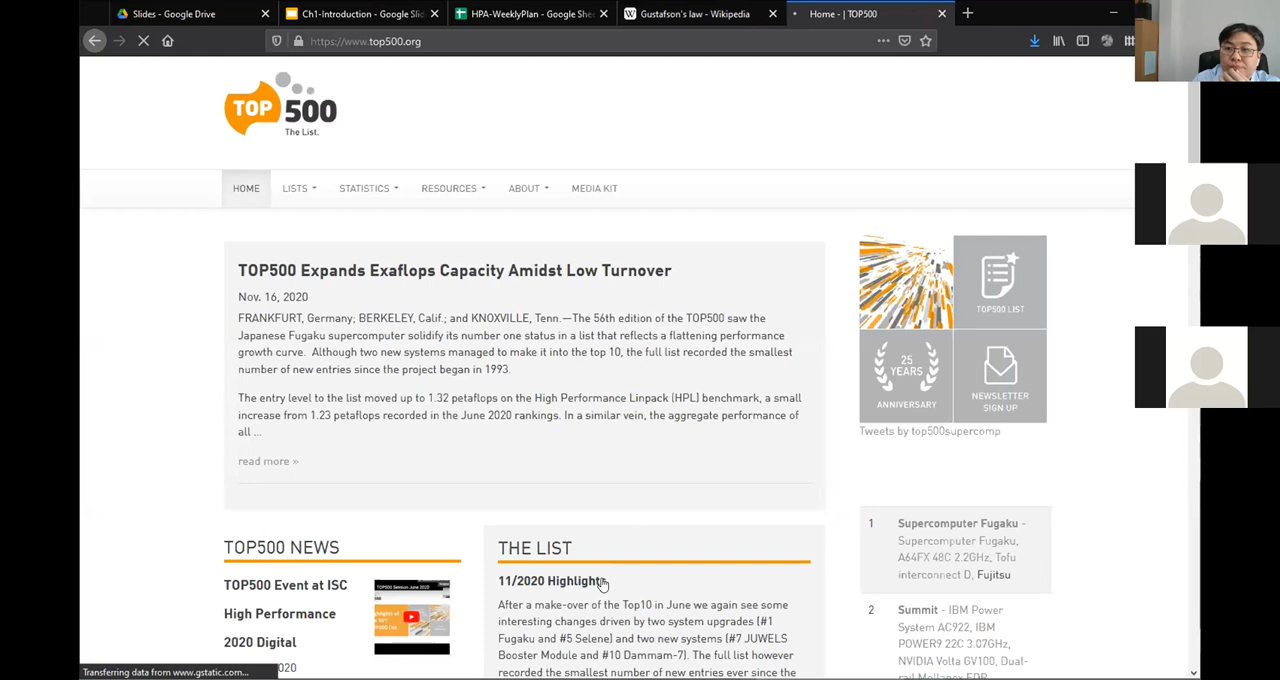 Slides - Google Drive
Ch1-Introduction - Google Slid
HPA-WeeklyPlan - Google Shee
Gustafson's law - Wikipedia
Home - | TOP500
https://www.top500.org
TOP500
The List.
HOME
LISTS
STATISTICS
RESOURCES
ABOUT
MEDIA KIT
TOP500 Expands Exaflops Capacity Amidst Low Turnover
Nov. 16, 2020
FRANKFURT, Germany; BERKELEY, Calif.; and KNOXVILLE, Tenn.—The 56th edition of the TOP500 saw the
Japanese Fugaku supercomputer solidify its number one status in a list that reflects a flattening performance
growth curve. Although two new systems managed to make it into the top 10, the full list recorded the smallest
number of new entries since the project began in 1993.
The entry level to the list moved up to 1.32 petaflops on the High Performance Linpack (HPL) benchmark, a small
increase from 1.23 petaflops recorded in the June 2020 rankings. In a similar vein, the aggregate performance of
all ...
read more »
TOP500 LIST
25
YEARS
ANNIVERSARY
NEWSLETTER
SIGN UP
Tweets by top500supercomp
TOP500 NEWS
TOP500 Event at ISC
High Performance
2020 Digital
2020
THE LIST
11/2020 Highlights
After a make-over of the Top10 in June we again see some
interesting changes driven by two system upgrades (#1
Fugaku and #5 Selene) and two new systems (#7 JUWELS
Booster Module and #10 Dammam-7). The full list however
recorded the smallest number of new entries ever since the
1
Supercomputer Fugaku -
Supercomputer Fugaku,
A64FX 48C 2.2GHz, Tofu
interconnect D, Fujitsu
2
Summit - IBM Power
System AC922, IBM
POWER9 22C 3.07GHz,
NVIDIA Volta GV100, Dual-
rail Mellanox EDR
Transferring data from www.gstatic.com...